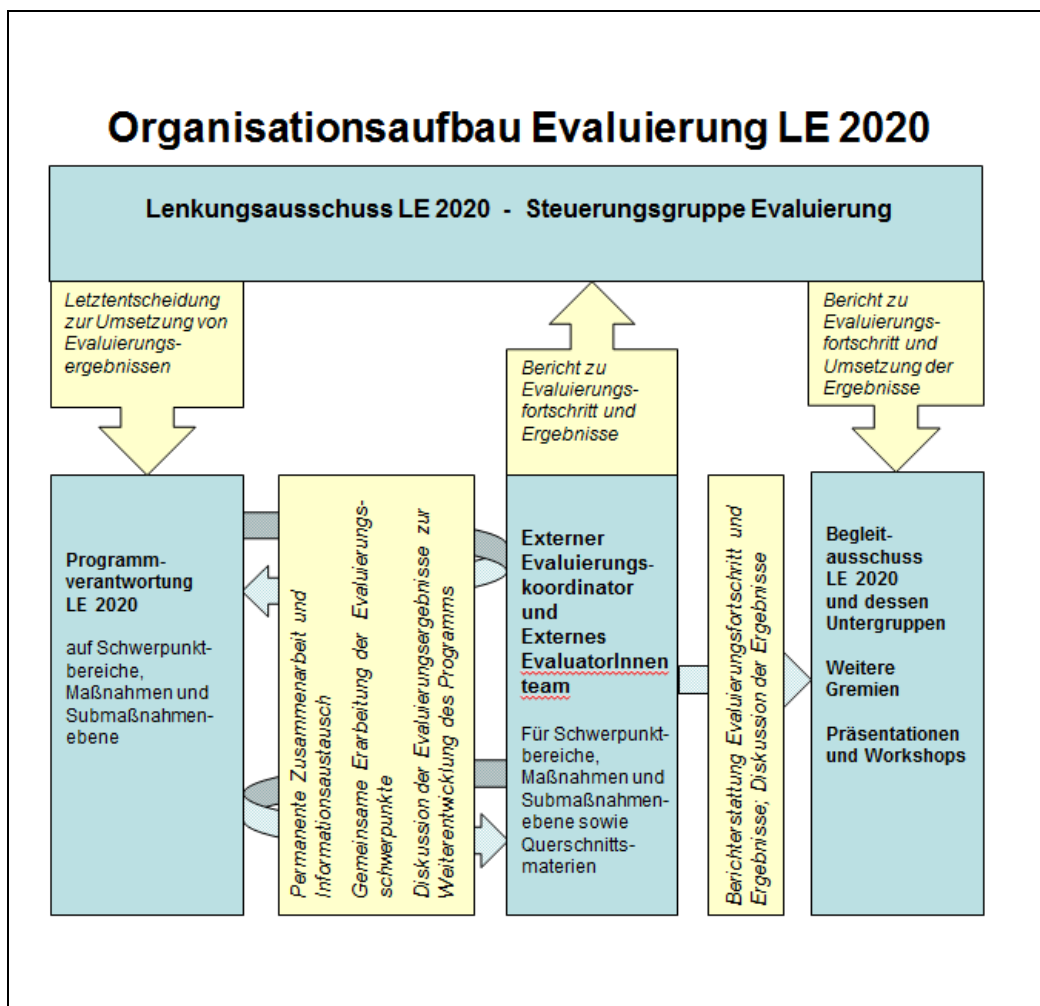 Organisationsaufbau Evaluierung LE 2020
Lenkungsausschuss LE 2020 - Steuerungsgruppe Evaluierung
Letztentscheidung
zur Umsetzung von
Evaluierungs-
ergebnissen
Bericht zu
Evaluierungs-
fortschritt und
Ergebnisse
Bericht zu
Evaluierungs-
fortschritt und
Umsetzung der
Ergebnisse
Programm-
verantwortung
LE 2020
auf Schwerpunkt-
bereiche,
Maßnahmen und
Submaßnahmen-
ebene
Permanente Zusammenarbeit und
Informationsaustausch
Gemeinsame Erarbeitung der Evaluierungs-
schwerpunkte
Diskussion der Evaluierungsergebnisse zur
Weiterentwicklung des Programms
Externer
Evaluierungs-
koordinator
und
Externes
EvaluatorInnen
team
Für Schwerpunkt-
bereiche,
Maßnahmen und
Submaßnahmen-
ebene sowie
Querschnitts-
materien
Berichterstattung Evaluierungsfortschritt und
Ergebnisse; Diskussion der Ergebnisse
Begleit-
ausschuss
LE 2020
und dessen
Untergruppen
Weitere
Gremien
Präsentationen
und Workshops